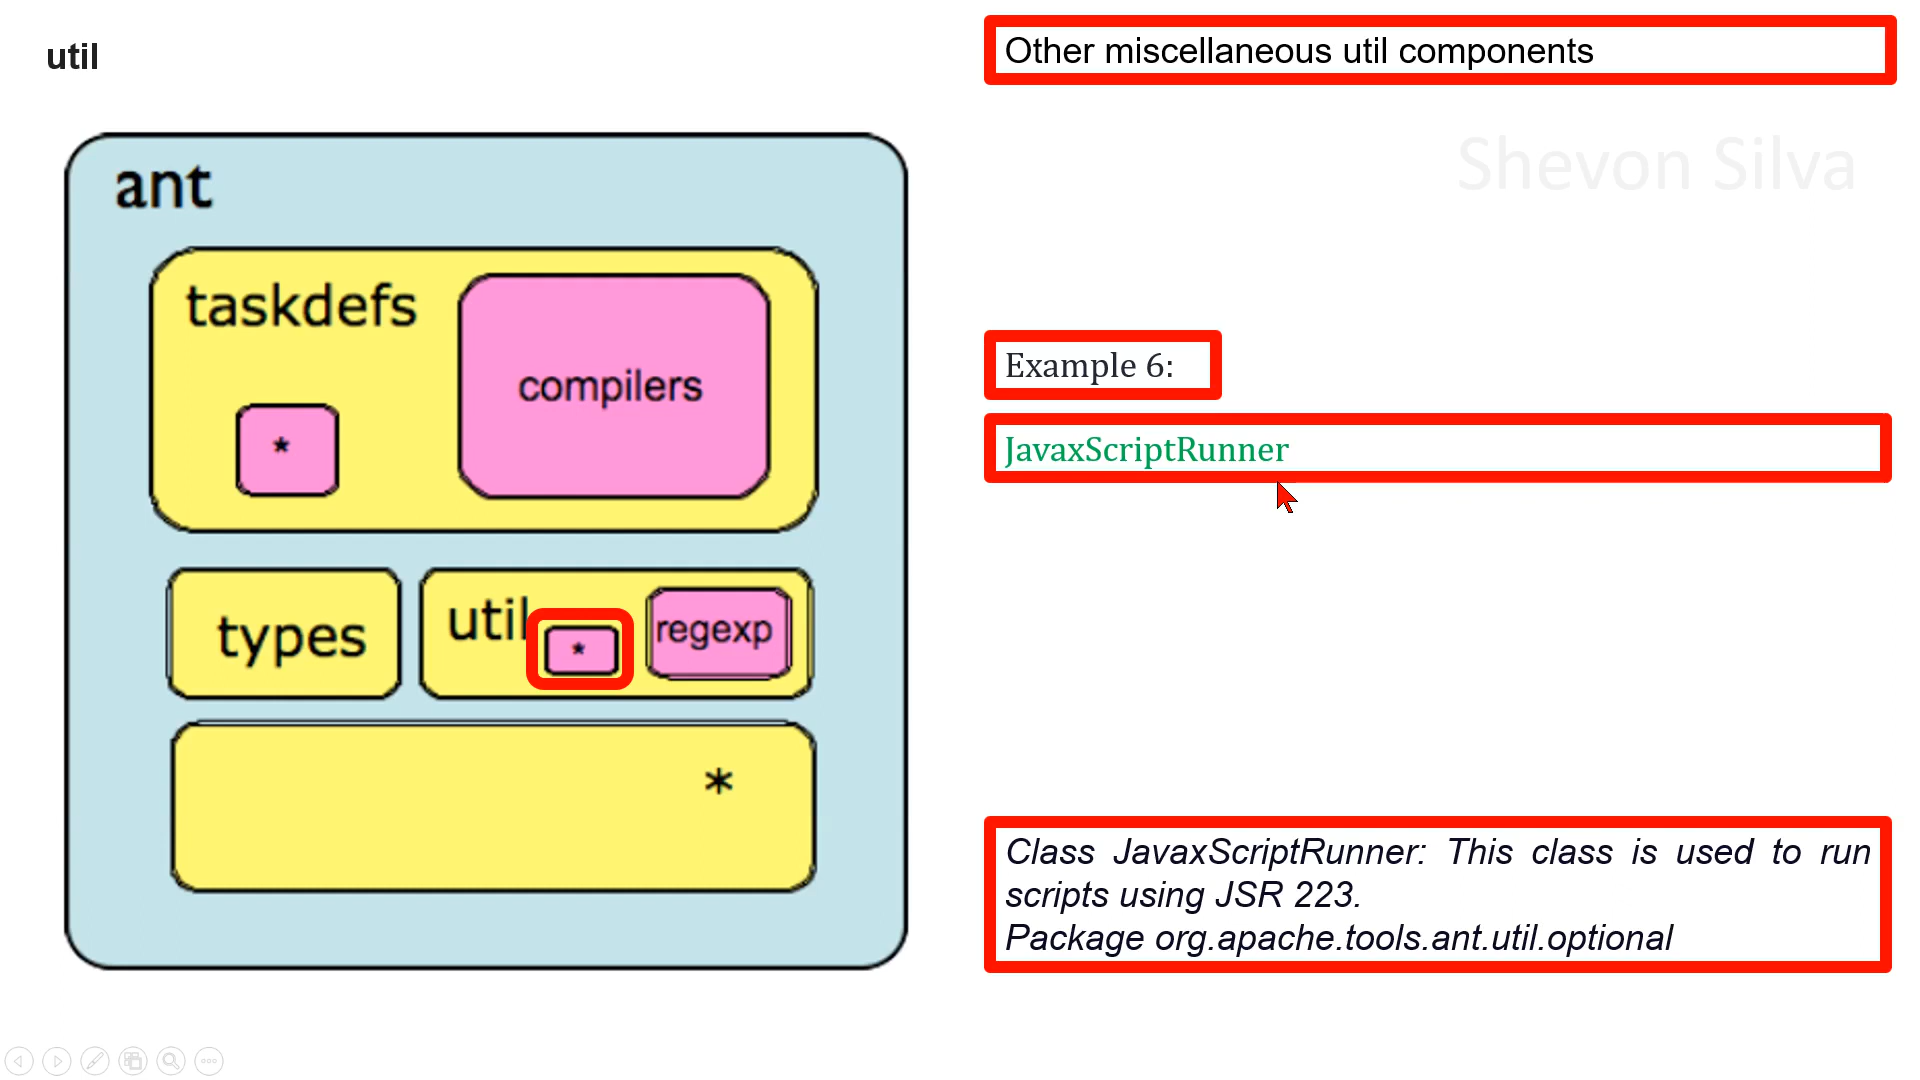 util
Other miscellaneous util components
Shevon Silva
ant
taskdefs
compilers
*
types
util
*
regexp
*
Example 6:
JavaxScriptRunner
Class JavaxScriptRunner: This class is used to run
scripts using JSR 223.
Package org.apache.tools.ant.util.optional